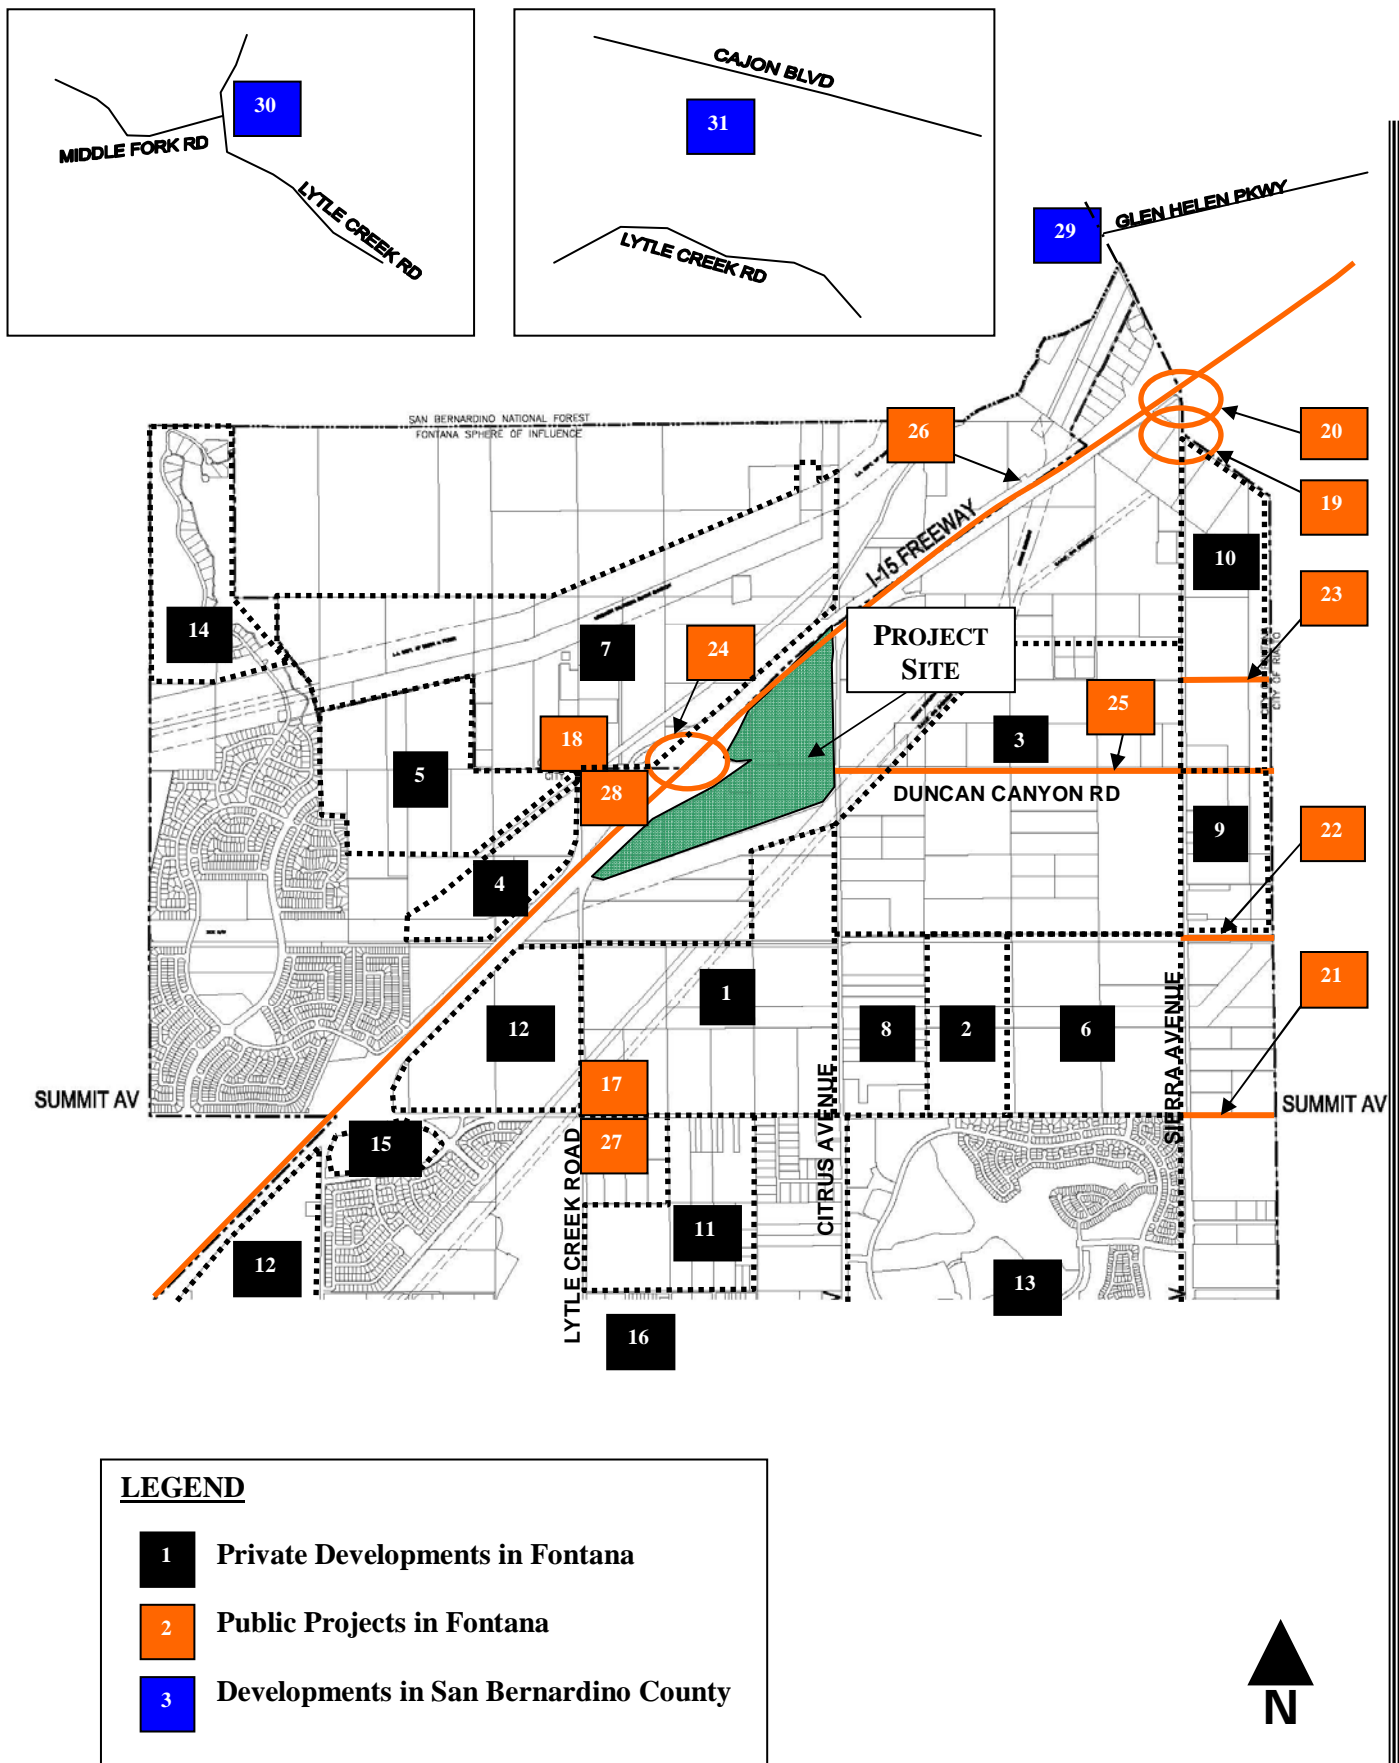 30
MIDDLE FORK RD
LYTLE CREEK RD
CAJON BLVD
31
LYTLE CREEK RD
29
GLEN HELEN PKWY
SAN BERNARDINO NATIONAL FOREST
FONTANA SPHERE OF INFLUENCE
26
20
19
I-15 FREEWAY
10
23
14
7
24
PROJECT
SITE
CITY OF RIALTO
18
25
3
5
28
DUNCAN CANYON RD
9
22
4
1
21
12
8
2
6
SIERRA AVENUE
17
SUMMIT AV
SUMMIT AV
15
27
CITRUS AVENUE
LYTLE CREEK ROAD
11
12
13
16
LEGEND
1 Private Developments in Fontana
2 Public Projects in Fontana
3 Developments in San Bernardino County
N